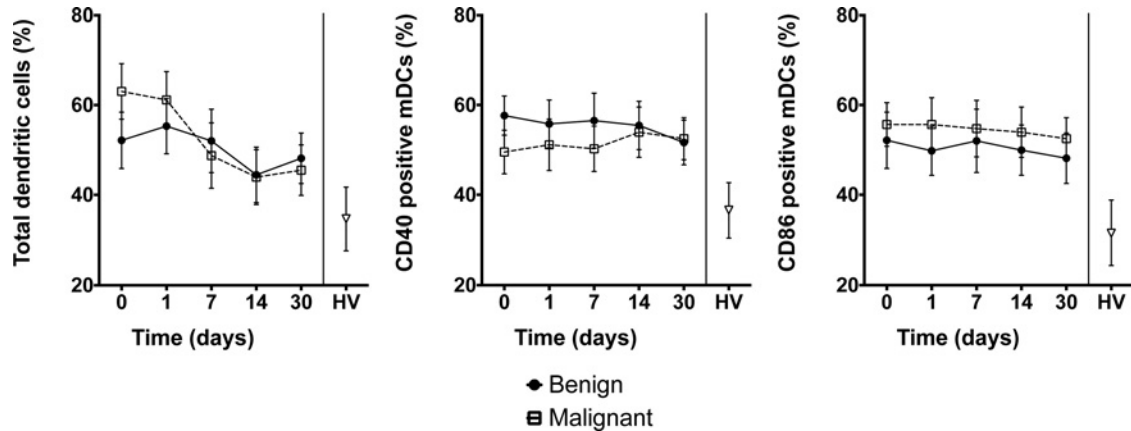 Total dendritic cells (%)
80
60
40
20
0 1 7 14 30 HV
Time (days)
CD40 positive mDCs (%)
80
60
40
20
0 1 7 14 30 HV
Time (days)
CD86 positive mDCs (%)
80
60
40
20
0 1 7 14 30 HV
Time (days)
Benign
Malignant